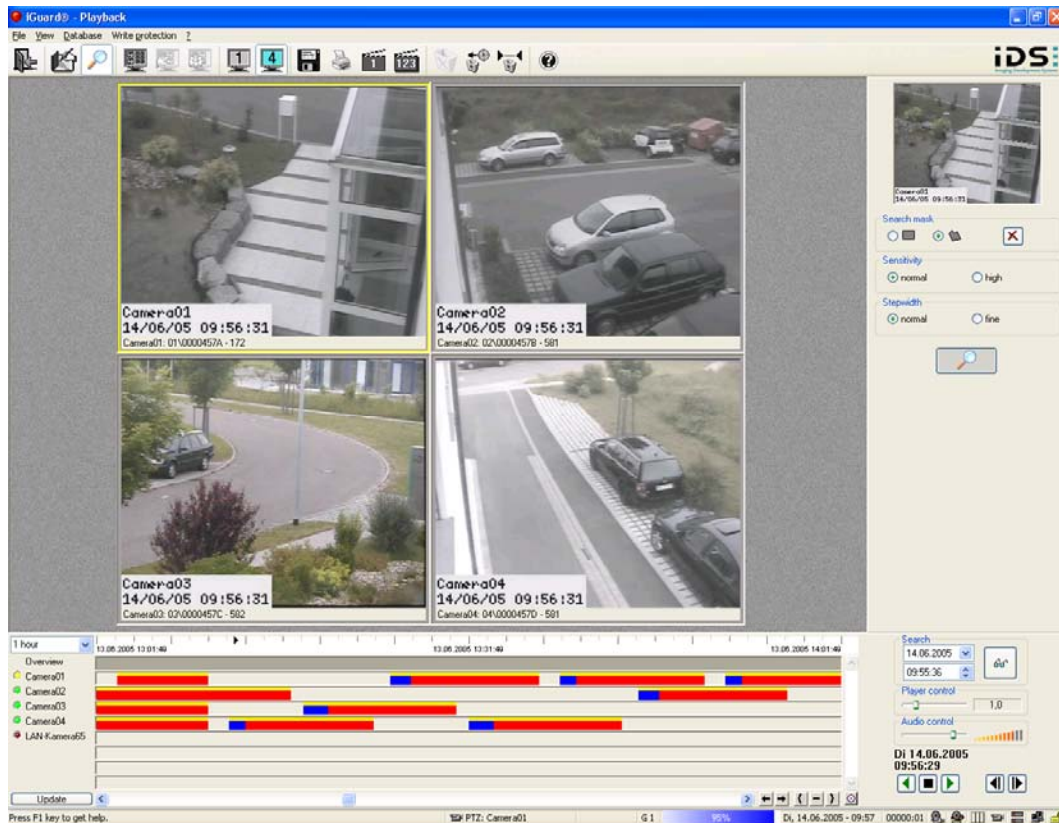 IGuard® - Playback
File View Database Write protection ?
1 4 1 123
iDS
Camera01
14/06/05 09:56:31
Camera01: 01\0000457A - 172
Camera02
14/06/05 09:56:31
Camera02: 02\0000457B - 581
Camera03
14/06/05 09:56:31
Camera03: 03\0000457C - 582
Camera04
14/06/05 09:56:31
Camera04: 04\0000457D - 581
Camera01
14/06/05 09:56:31
Search mask
Sensitivity
normal high
Stepwidth
normal fine
1 hour
13.06.2005 13:01:49 13.06.2005 13:31:49 13.06.2005 14:01:49
Overview
Camera01
Camera02
Camera03
Camera04
LAN-Kamera65
Update
Search
14.06.2005
09:55:36
Player control
1,0
Audio control
Di 14.06.2005
09:56:29
Press F1 key to get help. PTZ: Camera01 G 1 95% Di, 14.06.2005 - 09:57 00000:01